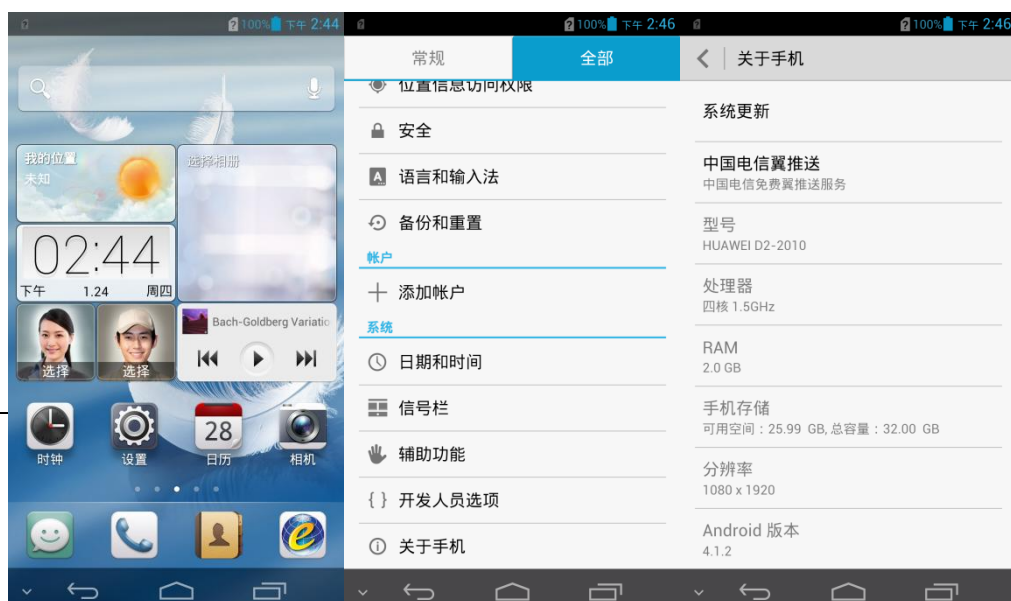 100% 下午 2:44
我的位置
未知
选择相册
02:44
下午 1.24 周四
Bach-Goldberg Variatio
选择
选择
28
时钟
设置
日历
相机
100% 下午 2:46
常规
全部
位置信息访问权限
安全
语言和输入法
备份和重置
帐户
添加帐户
系统
日期和时间
信号栏
辅助功能
{ } 开发人员选项
关于手机
100% 下午 2:46
关于手机
系统更新
中国电信翼推送
中国电信免费翼推送服务
型号
HUAWEI D2-2010
处理器
四核 1.5GHz
RAM
2.0 GB
手机存储
可用空间：25.99 GB, 总容量：32.00 GB
分辨率
1080 x 1920
Android 版本
4.1.2